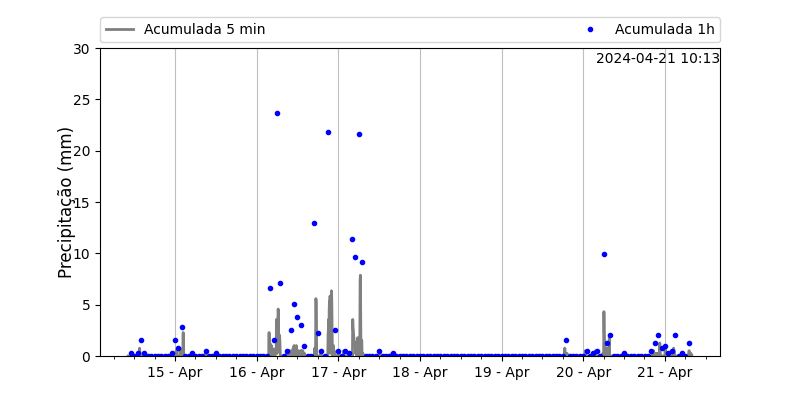 Acumulada 5 min
Acumulada 1h
2024-04-21 10:13
Precipitação (mm)
30
25
20
15
10
5
0
15 - Apr
16 - Apr
17 - Apr
18 - Apr
19 - Apr
20 - Apr
21 - Apr